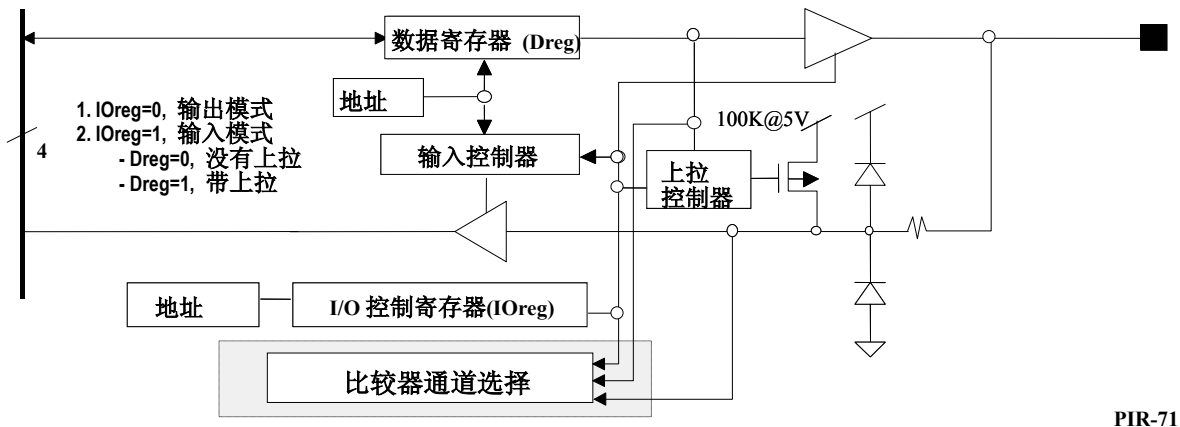 数据寄存器 (Dreg)
地址
1. IOreg=0, 输出模式
2. IOreg=1, 输入模式
- Dreg=0, 没有上拉
- Dreg=1, 带上拉
4
输入控制器
100K@5V
上拉
控制器
地址
I/O 控制寄存器(IOreg)
比较器通道选择
PIR-71